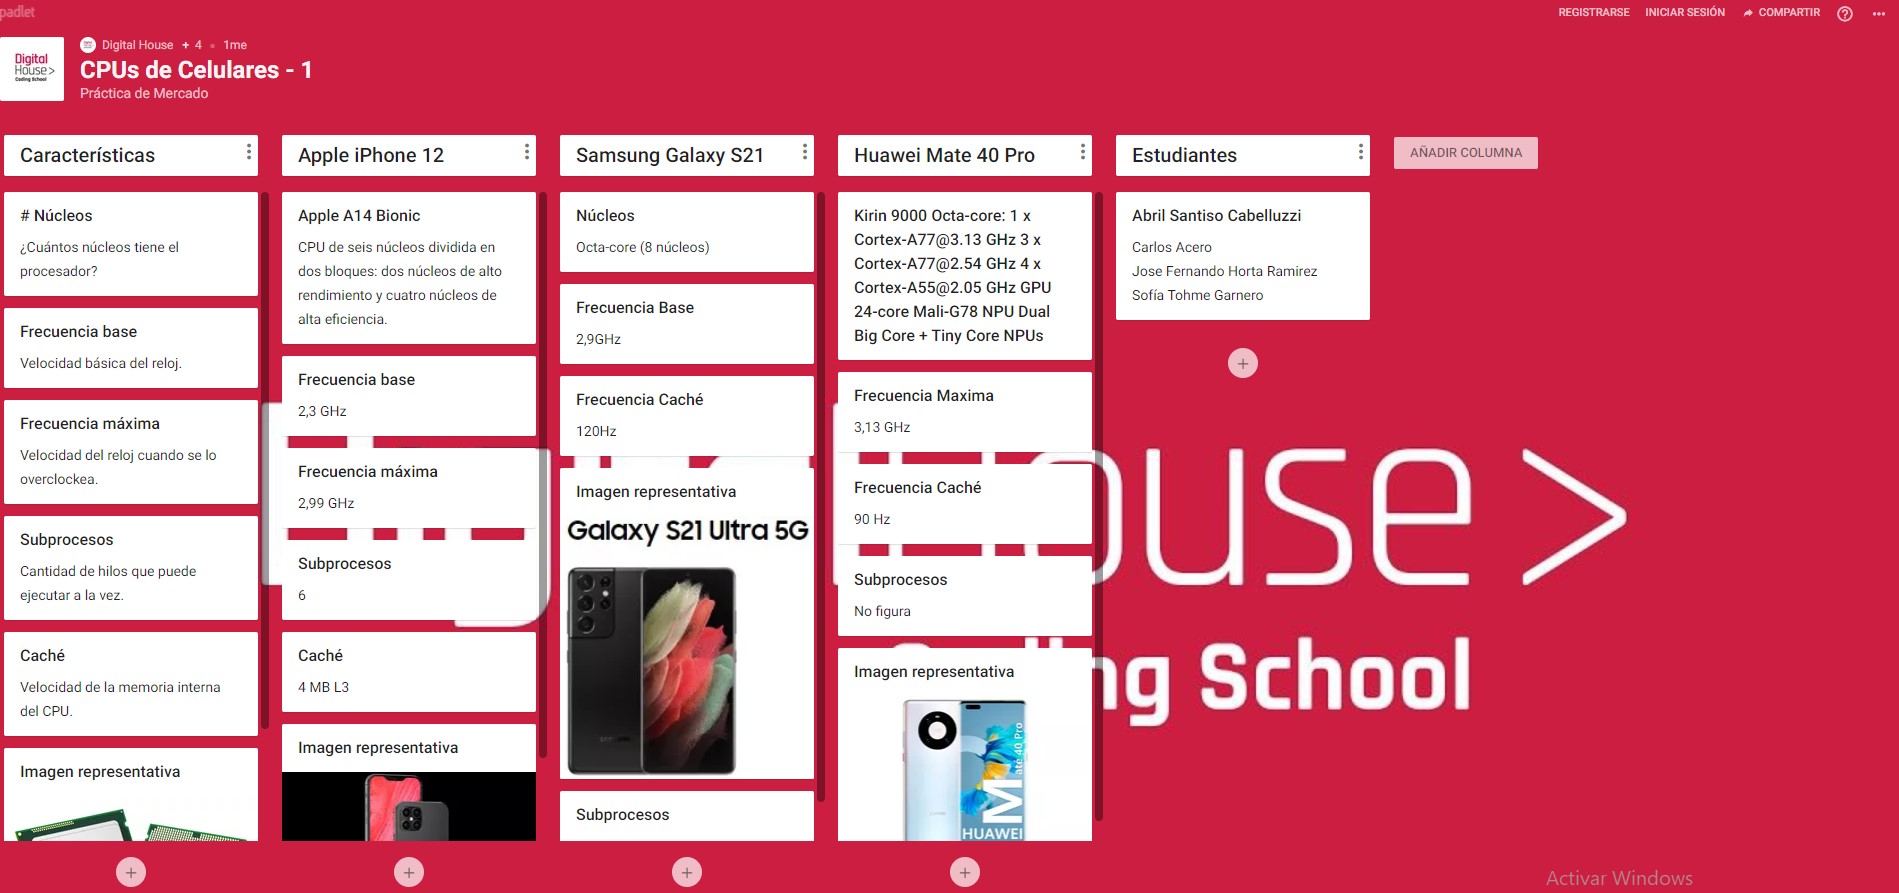 padlet
REGISTRARSE
INICIAR SESIÓN
COMPARTIR
Digital
House>
Coding School
Digital House + 4 • 1me
CPUs de Celulares - 1
Práctica de Mercado
Características
# Núcleos
¿Cuántos núcleos tiene el
procesador?
Frecuencia base
Velocidad básica del reloj.
Frecuencia máxima
Velocidad del reloj cuando se lo
overclockea.
Subprocesos
Cantidad de hilos que puede
ejecutar a la vez.
Caché
Velocidad de la memoria interna
del CPU.
Imagen representativa
Apple iPhone 12
Apple A14 Bionic
CPU de seis núcleos dividida en
dos bloques: dos núcleos de alto
rendimiento y cuatro núcleos de
alta eficiencia.
Frecuencia base
2,3 GHz
Frecuencia máxima
2,99 GHz
Subprocesos
6
Caché
4 MB L3
Imagen representativa
Samsung Galaxy S21
Núcleos
Octa-core (8 núcleos)
Frecuencia Base
2,9GHz
Frecuencia Caché
120Hz
Imagen representativa
Galaxy S21 Ultra 5G
Subprocesos
Huawei Mate 40 Pro
Kirin 9000 Octa-core: 1 x
Cortex-A77@3.13 GHz 3 x
Cortex-A77@2.54 GHz 4 x
Cortex-A55@2.05 GHz GPU
24-core Mali-G78 NPU Dual
Big Core + Tiny Core NPUs
Frecuencia Maxima
3,13 GHz
Frecuencia Caché
90 Hz
Subprocesos
No figura
Imagen representativa
HUAWEI
Mate 40 Pro
Estudiantes
Abril Santiso Cabelluzzi
Carlos Acero
Jose Fernando Horta Ramirez
Sofía Tohme Garnero
AÑADIR COLUMNA
House >
School
Activar Windows